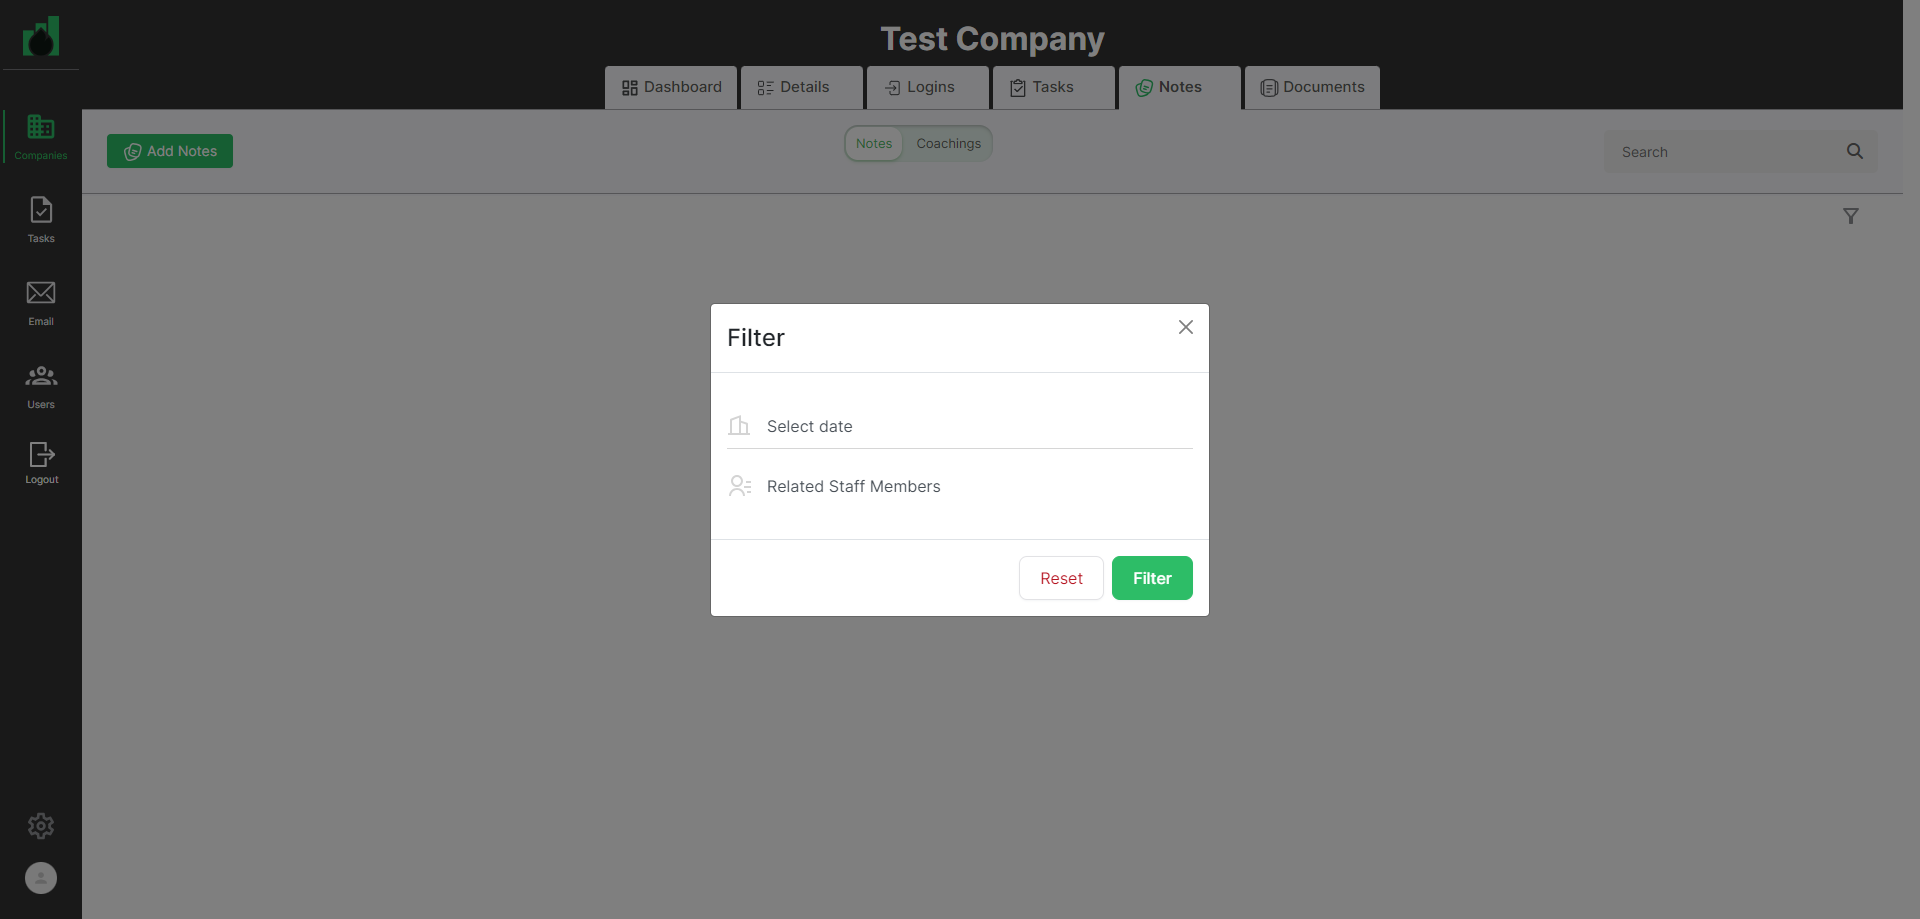 Test Company
Dashboard
Details
Logins
Tasks
Notes
Documents
Companies
Add Notes
Notes
Coachings
Search
Tasks
Email
Users
Logout
Filter
Select date
Related Staff Members
Reset
Filter